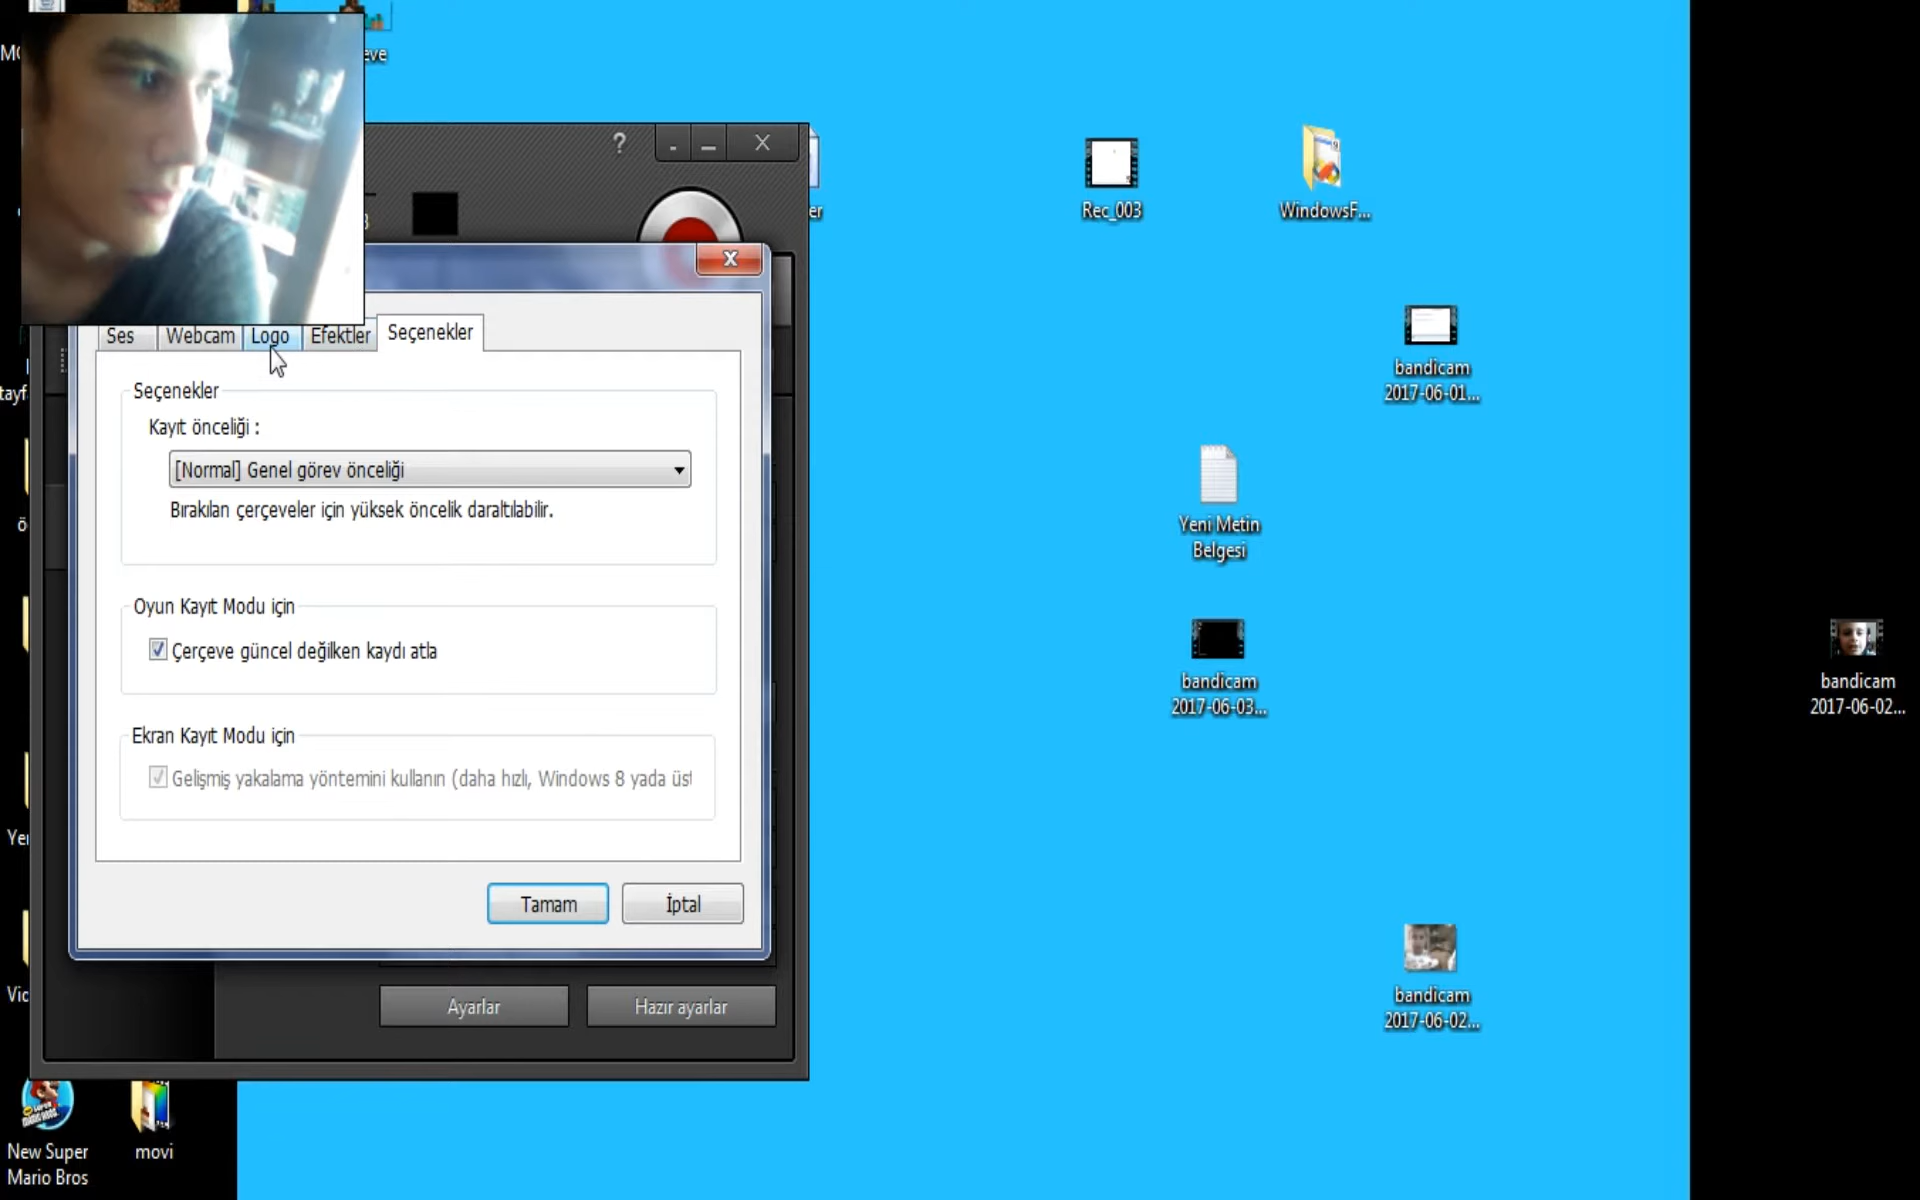 eve
?
X
er
Rec_003
WindowsF...
X
Ses
Webcam
Logo
Efektler
Seçenekler
bandicam
2017-06-01...
tayf
Seçenekler
Kayıt önceliği :
[Normal] Genel görev önceliği
Bırakılan çerçeveler için yüksek öncelik daraltılabilir.
Yeni Metin
Belgesi
Oyun Kayıt Modu için
Çerçeve güncel değilken kaydı atla
bandicam
2017-06-03...
bandicam
2017-06-02...
Ekran Kayıt Modu için
Gelişmiş yakalama yöntemini kullanın (daha hızlı, Windows 8 yada üst
Tamam
İptal
bandicam
2017-06-02...
Ayarlar
Hazır ayarlar
New Super
Mario Bros
movi